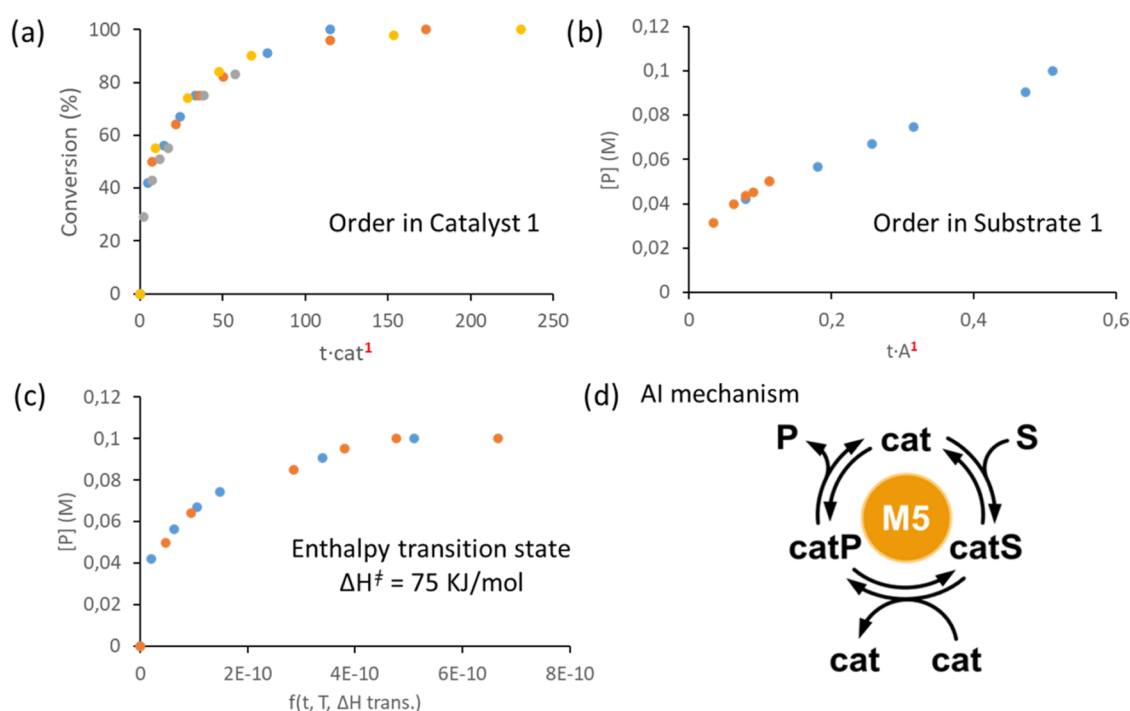 (a)
Conversion (%)
100
80
60
40
20
0
0 50 100 150 200 250
t·cat¹
Order in Catalyst 1
(b)
[P] (M)
0,12
0,1
0,08
0,06
0,04
0,02
0
0 0,2 0,4 0,6
t·A¹
Order in Substrate 1
(c)
[P] (M)
0,12
0,1
0,08
0,06
0,04
0,02
0
0 2E-10 4E-10 6E-10 8E-10
f(t, T, ΔH trans.)
Enthalpy transition state
ΔH‡ = 75 KJ/mol
(d) AI mechanism
P cat S
M5
catP catS
cat cat